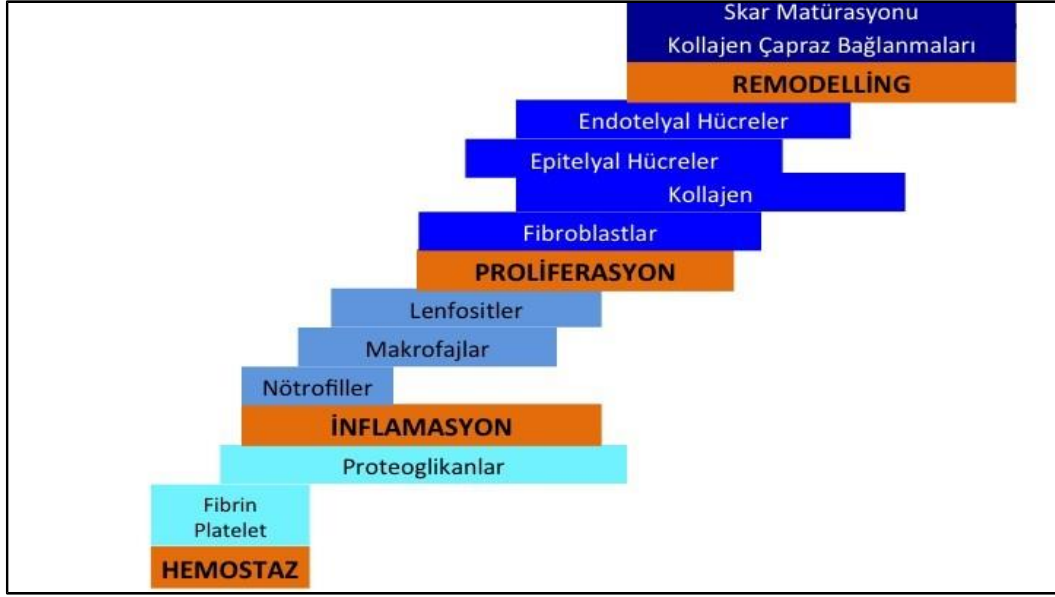 Skar Matürasyonu
Kollajen Çapraz Bağlanmaları
REMODELLİNG
Endotelyal Hücreler
Epitelyal Hücreler
Kollajen
Fibroblastlar
PROLİFERASYON
Lenfositler
Makrofajlar
Nötrofiller
İNFLAMASYON
Proteoglikanlar
Fibrin
Platelet
HEMOSTAZ